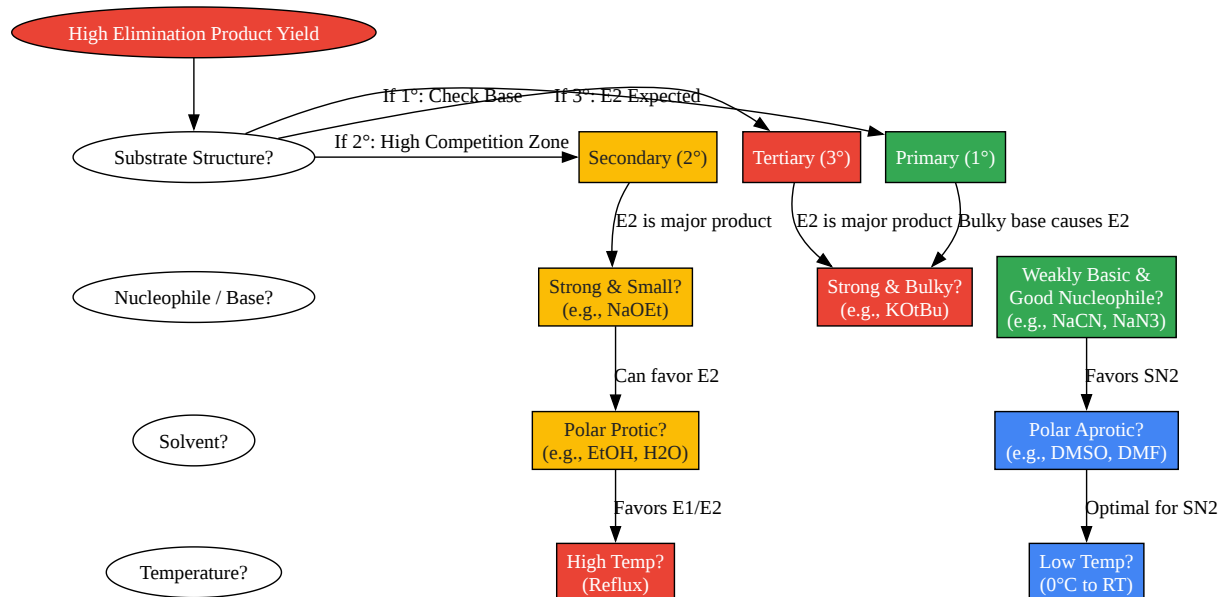 High Elimination Product Yield
If 1°: Check Base
If 3°: E2 Expected
If 2°: High Competition Zone
Substrate Structure?
Secondary (2°)
Tertiary (3°)
Primary (1°)
E2 is major product
E2 is major product
Bulky base causes E2
Nucleophile / Base?
Strong & Small?
(e.g., NaOEt)
Strong & Bulky?
(e.g., KOtBu)
Weakly Basic &
Good Nucleophile?
(e.g., NaCN, NaN3)
Can favor E2
Favors SN2
Solvent?
Polar Protic?
(e.g., EtOH, H2O)
Polar Aprotic?
(e.g., DMSO, DMF)
Favors E1/E2
Optimal for SN2
Temperature?
High Temp?
(Reflux)
Low Temp?
(0°C to RT)